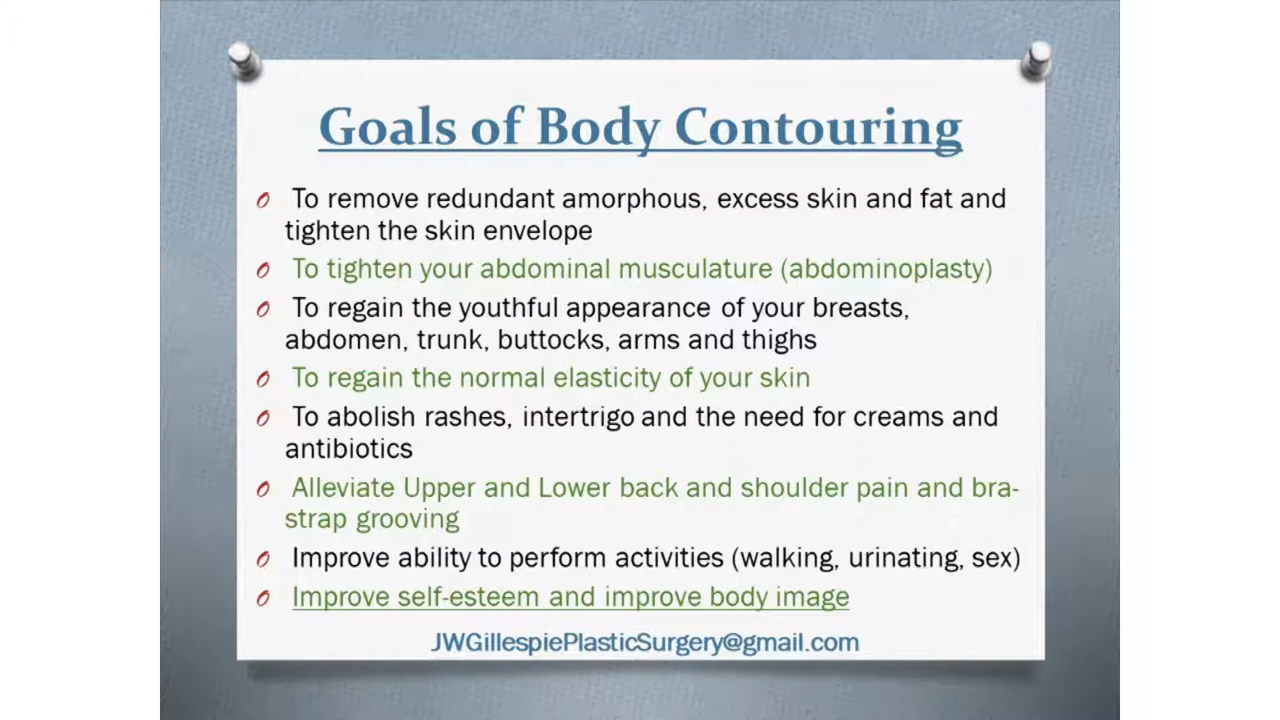 Goals of Body Contouring
To remove redundant amorphous, excess skin and fat and
tighten the skin envelope
To tighten your abdominal musculature (abdominoplasty)
To regain the youthful appearance of your breasts,
abdomen, trunk, buttocks, arms and thighs
To regain the normal elasticity of your skin
To abolish rashes, intertrigo and the need for creams and
antibiotics
Alleviate Upper and Lower back and shoulder pain and bra-
strap grooving
Improve ability to perform activities (walking, urinating, sex)
Improve self-esteem and improve body image
JWGillespiePlasticSurgery@gmail.com